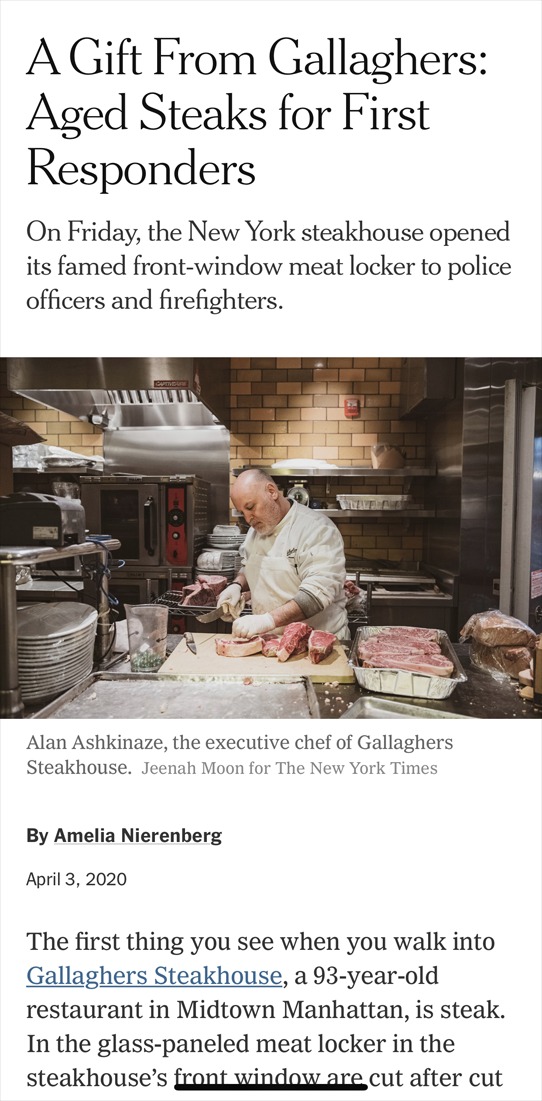 A Gift From Gallaghers:
Aged Steaks for First
Responders
On Friday, the New York steakhouse opened
its famed front-window meat locker to police
officers and firefighters.
Alan Ashkinaze, the executive chef of Gallaghers
Steakhouse. Jeenah Moon for The New York Times
By Amelia Nierenberg
April 3, 2020
The first thing you see when you walk into
Gallaghers Steakhouse, a 93-year-old
restaurant in Midtown Manhattan, is steak.
In the glass-paneled meat locker in the
steakhouse’s front window are cut after cut